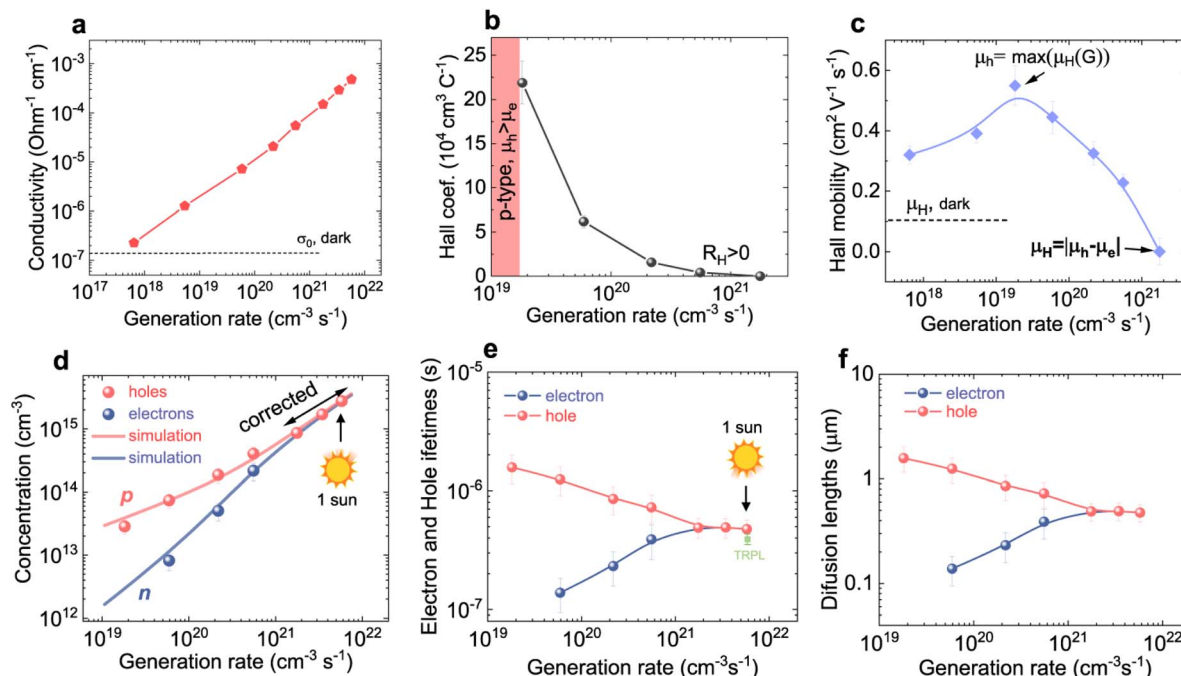 a
Conductivity (Ohm⁻¹ cm⁻¹)
10⁻³
10⁻⁴
10⁻⁵
10⁻⁶
10⁻⁷
σ₀, dark
10¹⁷ 10¹⁸ 10¹⁹ 10²⁰ 10²¹ 10²²
Generation rate (cm⁻³ s⁻¹)
b
Hall coef. (10⁴ cm³ C⁻¹)
25
20
15
10
5
0
p-type, μₕ>μₑ
R_H>0
10¹⁹ 10²⁰ 10²¹
Generation rate (cm⁻³ s⁻¹)
c
Hall mobility (cm² V⁻¹ s⁻¹)
0.6
0.4
0.2
0.0
μₕ= max(μ_H(G))
μ_H, dark
μ_H=|μₕ-μₑ|
10¹⁸ 10¹⁹ 10²⁰ 10²¹
Generation rate (cm⁻³ s⁻¹)
d
Concentration (cm⁻³)
10¹⁵
10¹⁴
10¹³
10¹²
holes
electrons
simulation
simulation
corrected
1 sun
p
n
10¹⁹ 10²⁰ 10²¹ 10²²
Generation rate (cm⁻³ s⁻¹)
e
Electron and Hole ifetimes (s)
10⁻⁵
10⁻⁶
10⁻⁷
electron
hole
1 sun
TRPL
10¹⁹ 10²⁰ 10²¹ 10²²
Generation rate (cm⁻³s⁻¹)
f
Difusion lengths (μm)
10
1
0.1
electron
hole
10¹⁹ 10²⁰ 10²¹ 10²²
Generation rate (cm⁻³s⁻¹)